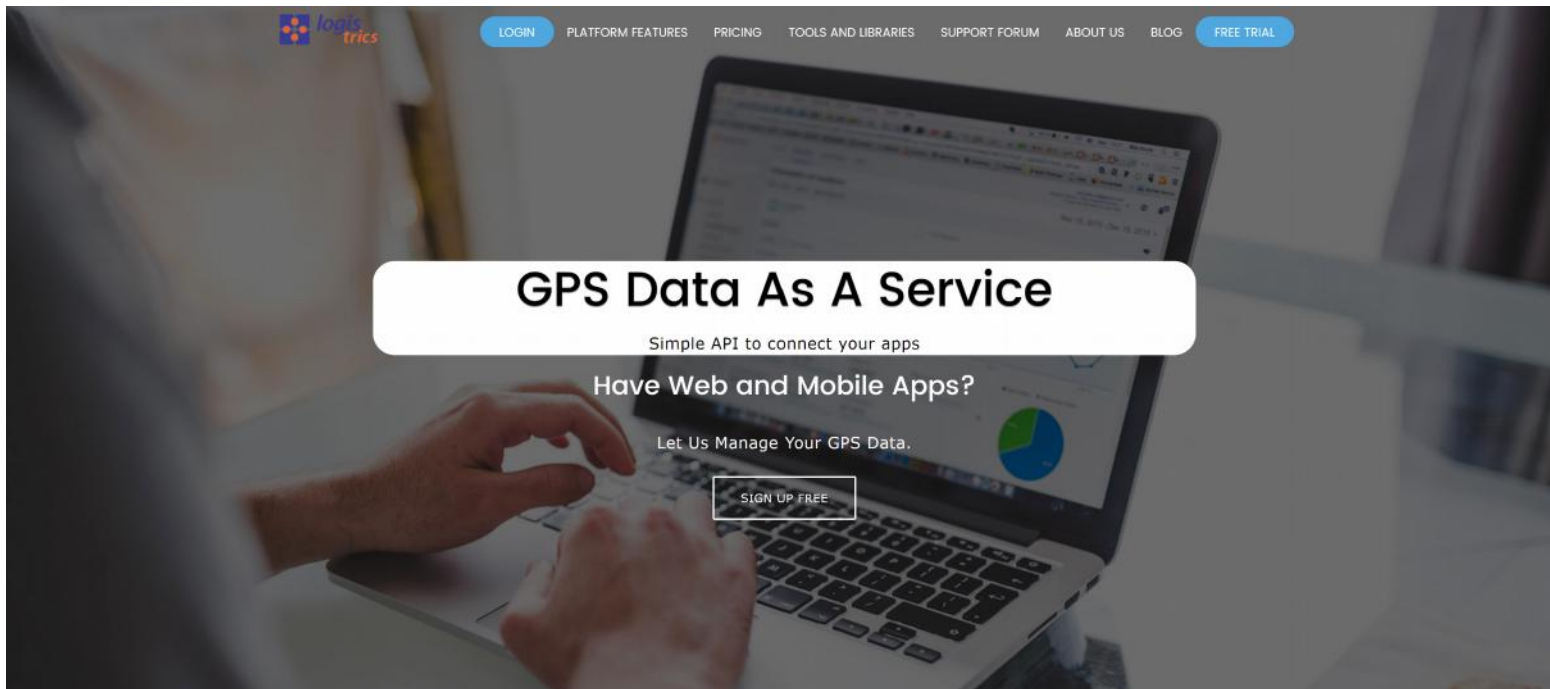 logis
trics
LOGIN
PLATFORM FEATURES
PRICING
TOOLS AND LIBRARIES
SUPPORT FORUM
ABOUT US
BLOG
FREE TRIAL
GPS Data As A Service
Simple API to connect your apps
Have Web and Mobile Apps?
Let Us Manage Your GPS Data.
SIGN UP FREE